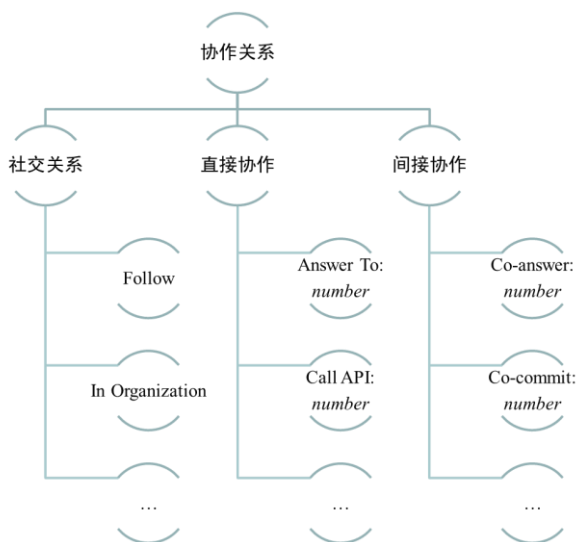 协作关系
社交关系
直接协作
间接协作
Follow
Answer To:
number
Co-answer:
number
In Organization
Call API:
number
Co-commit:
number
...
...
...